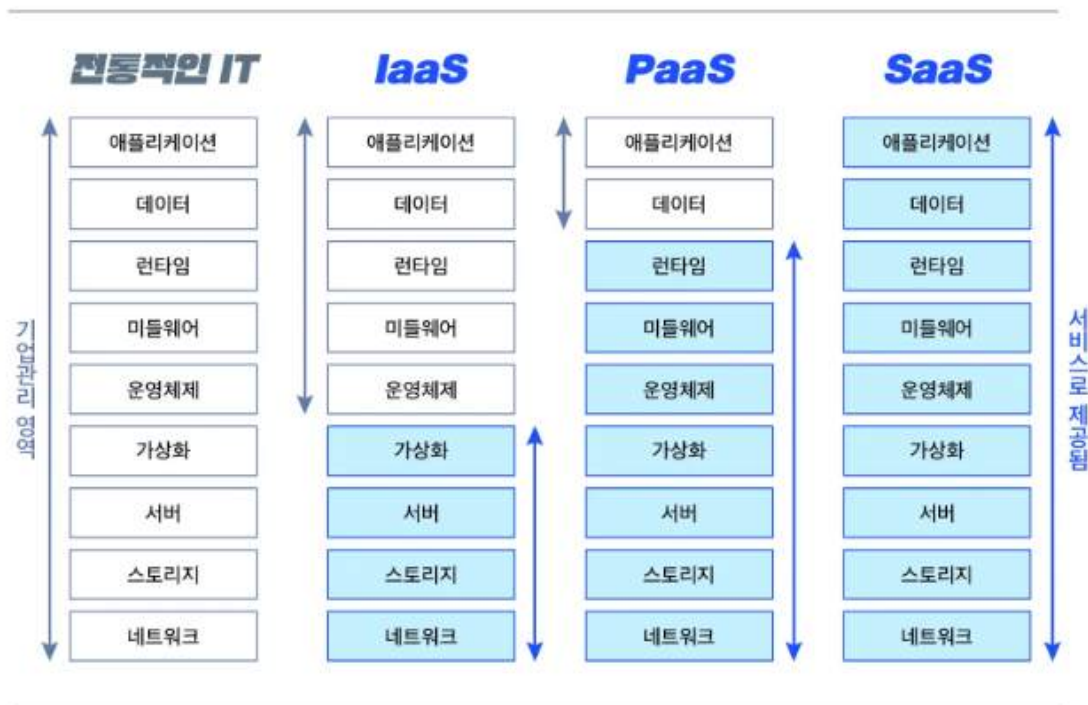 전통적인 IT
IaaS
PaaS
SaaS
애플리케이션
애플리케이션
애플리케이션
애플리케이션
데이터
데이터
데이터
데이터
런타임
런타임
런타임
런타임
미들웨어
미들웨어
미들웨어
미들웨어
운영체제
운영체제
운영체제
운영체제
가상화
가상화
가상화
가상화
서버
서버
서버
서버
스토리지
스토리지
스토리지
스토리지
네트워크
네트워크
네트워크
네트워크
기업관리 영역
서비스로 제공됨